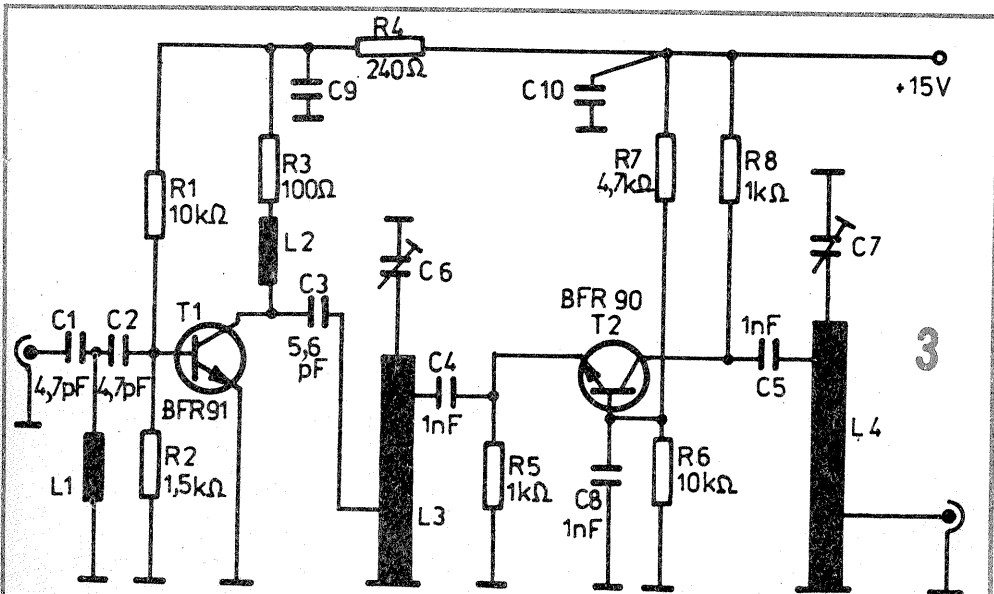 R4
240Ω
C9
C10
+15V
R3
100Ω
R7
4,7kΩ
R8
1kΩ
R1
10kΩ
L2
C6
C7
C3
5,6
pF
T1
BFR 90
T2
C1
C2
4,7pF
4,7pF
BFR91
C4
1nF
1nF
C5
3
L1
R2
1,5kΩ
L3
R5
1kΩ
C8
1nF
R6
10kΩ
L4